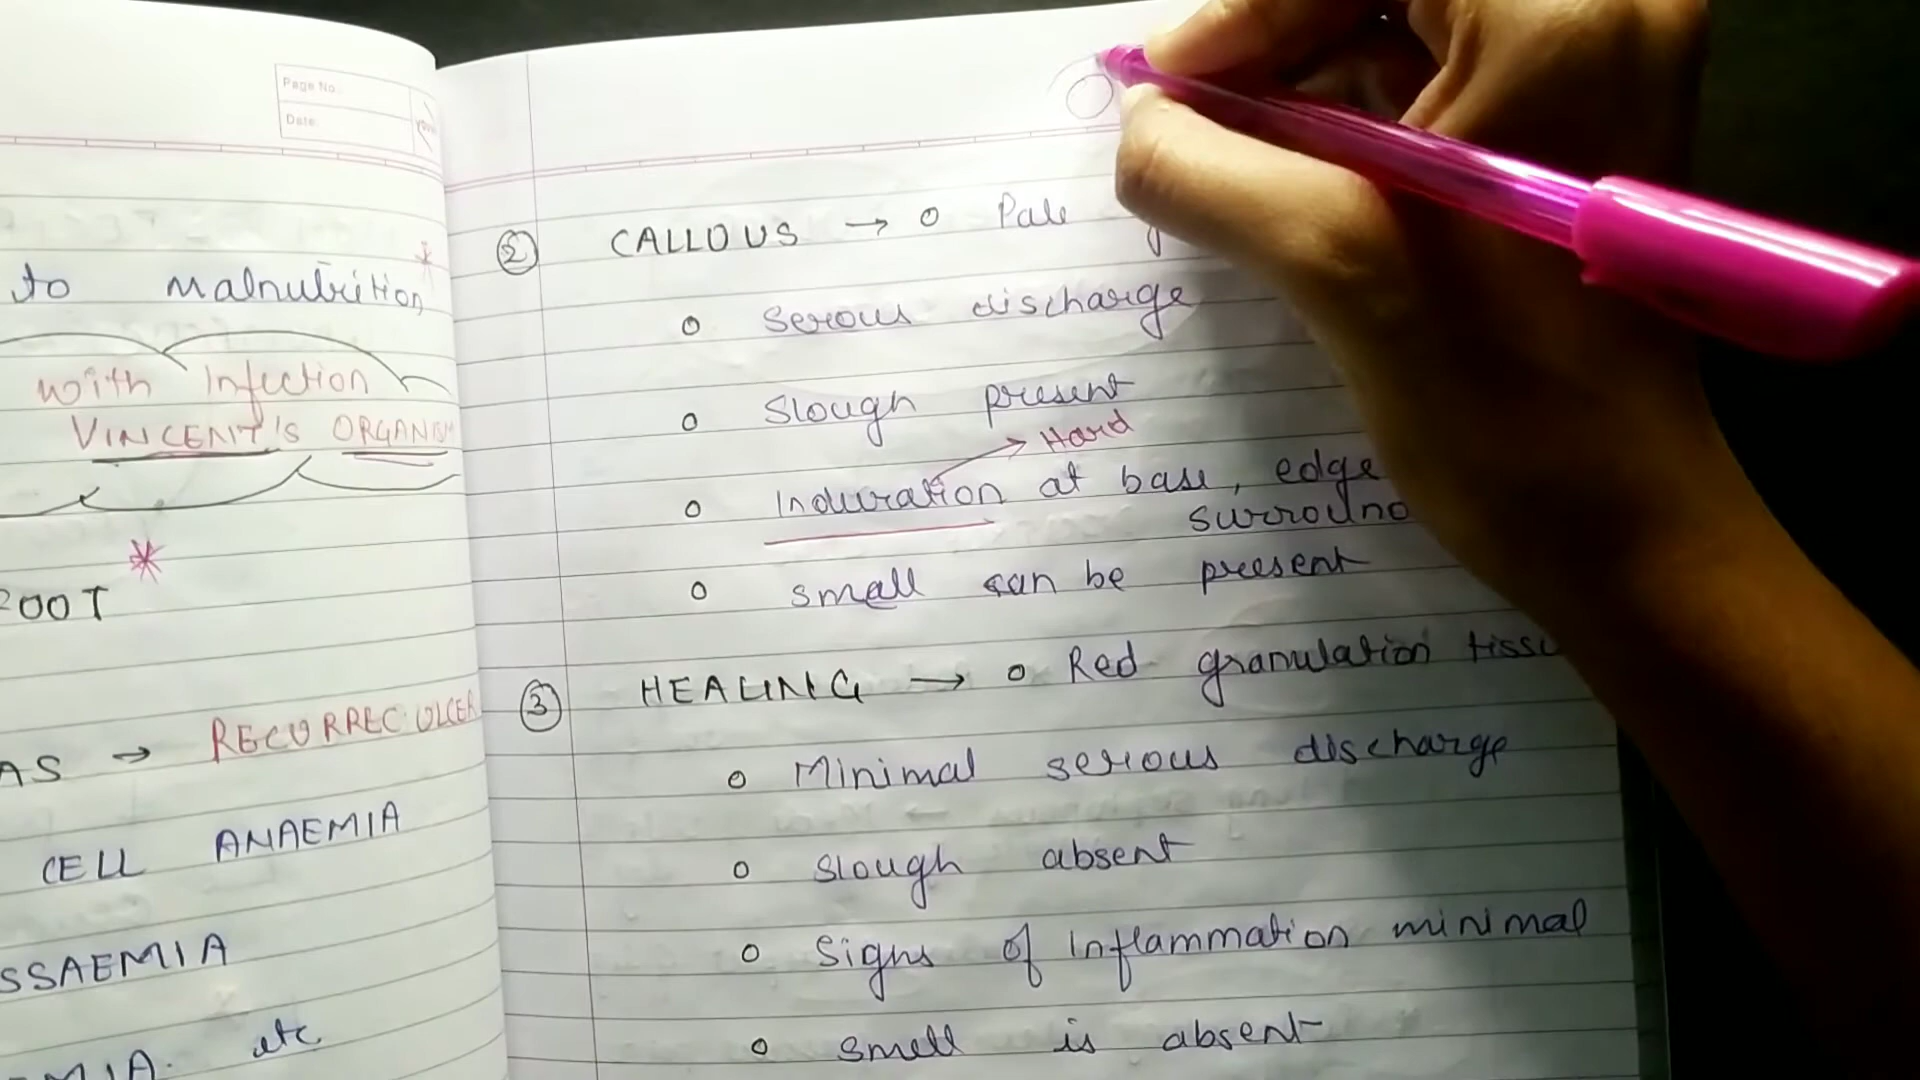 Page No.:
Date:
to malnutrition
with Infection
VINCENT'S ORGANISM
AS → RECURREC. ULCER
CELL ANAEMIA
SSAEMIA
etc
② CALLOUS → o Pale
o Serous discharge
o Slough present
→ Hard
o Induration at base, edge
surround
o smell can be present
③ HEALING → o Red granulation tissu
o Minimal serous discharge
o Slough absent
o Signs of Inflammation minimal
o smell is absent